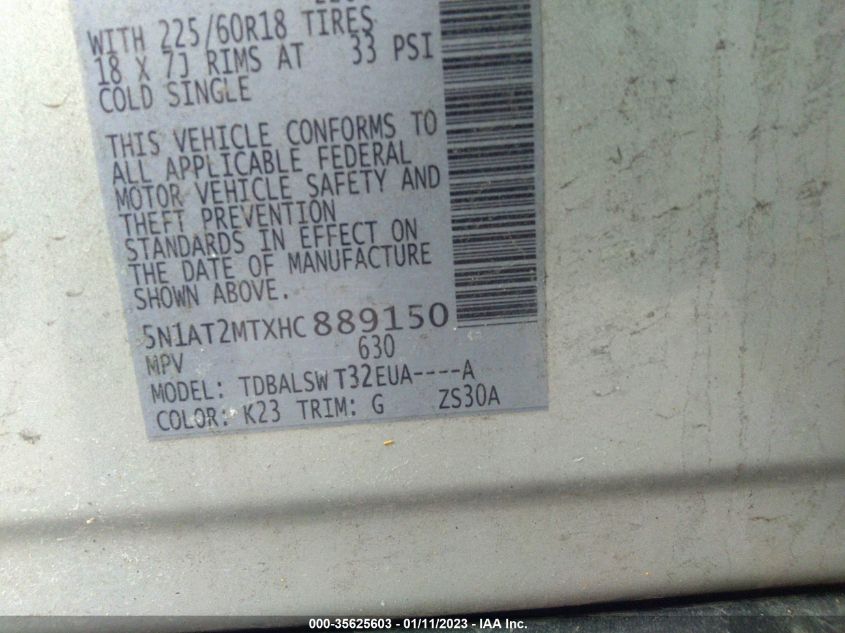 WITH 225/60R18 TIRES
18 X 7J RIMS AT 33 PSI
COLD SINGLE
THIS VEHICLE CONFORMS TO
ALL APPLICABLE FEDERAL
MOTOR VEHICLE SAFETY AND
THEFT PREVENTION
STANDARDS IN EFFECT ON
THE DATE OF MANUFACTURE
SHOWN ABOVE.
5N1AT2MTXHC889150
MPV 630
MODEL: TDBALSW T32EUA----A
COLOR: K23 TRIM: G ZS30A
000-35625603 - 01/11/2023 - IAA Inc.